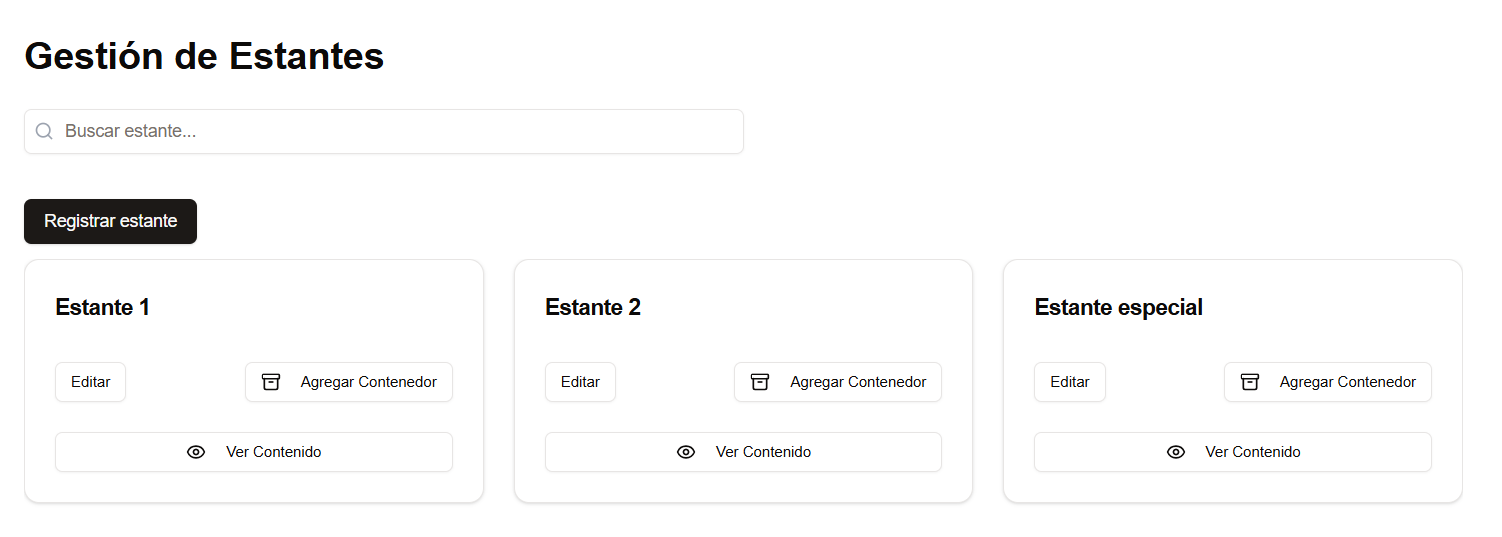 Gestión de Estantes
Buscar estante...
Registrar estante
Estante 1
Editar
Agregar Contenedor
Ver Contenido
Estante 2
Editar
Agregar Contenedor
Ver Contenido
Estante especial
Editar
Agregar Contenedor
Ver Contenido